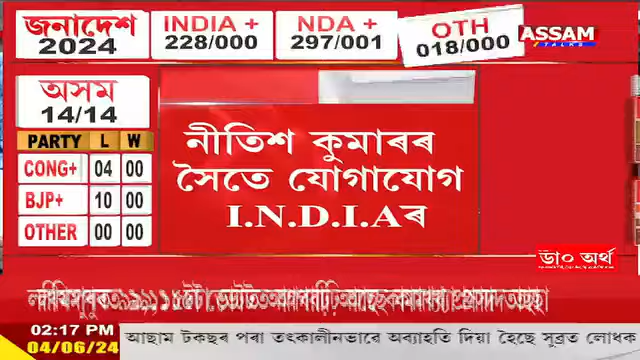 জনাদেশ
2024
INDIA +
228/000
NDA +
297/001
OTH
018/000
ASSAM
TALKS
অসম
14/14
PARTY L W
CONG+ 04 00
BJP+ 10 00
OTHER 00 00
নীতিশ কুমাৰৰ
সৈতে যোগাযোগ
I.N.D.I.Aৰ
ডা০ অৰ্থ
02:17 PM
04/06/24
আছাম টকছৰ পৰা তৎকালীনভাৱে অব্যাহতি দিয়া হৈছে সুব্ৰত লোধক